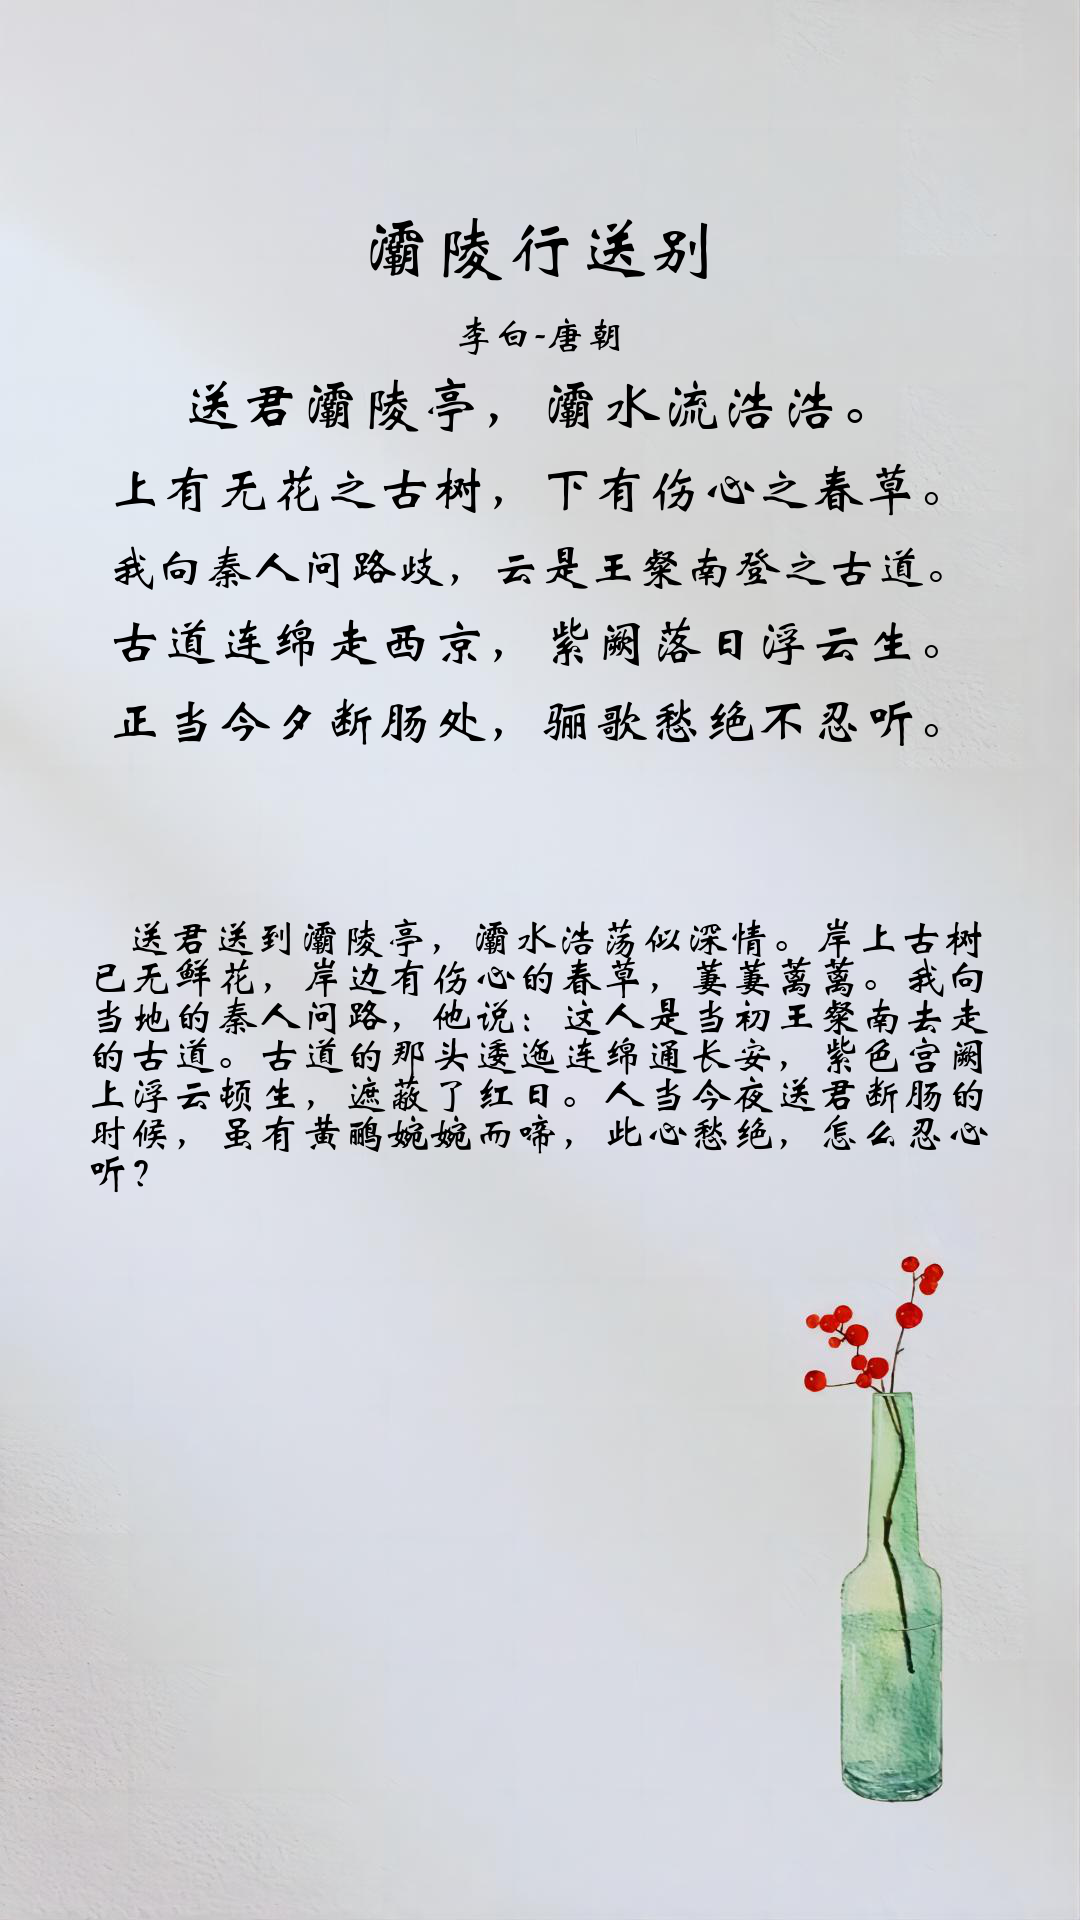 灞陵行送别
李白-唐朝
送君灞陵亭，灞水流浩浩。
上有无花之古树，下有伤心之春草。
我向秦人问路歧，云是王粲南登之古道。
古道连绵走西京，紫阙落日浮云生。
正当今夕断肠处，骊歌愁绝不忍听。
送君送到灞陵亭，灞水浩荡似深情。岸上古树
已无鲜花，岸边有伤心的春草，萋萋蓠蓠。我向
当地的秦人问路，他说：这人是当初王粲南去走
的古道。古道的那头逶迤连绵通长安，紫色宫阙
上浮云顿生，遮蔽了红日。人当今夜送君断肠的
时候，虽有黄鹂婉婉而啼，此心愁绝，怎么忍心
听？